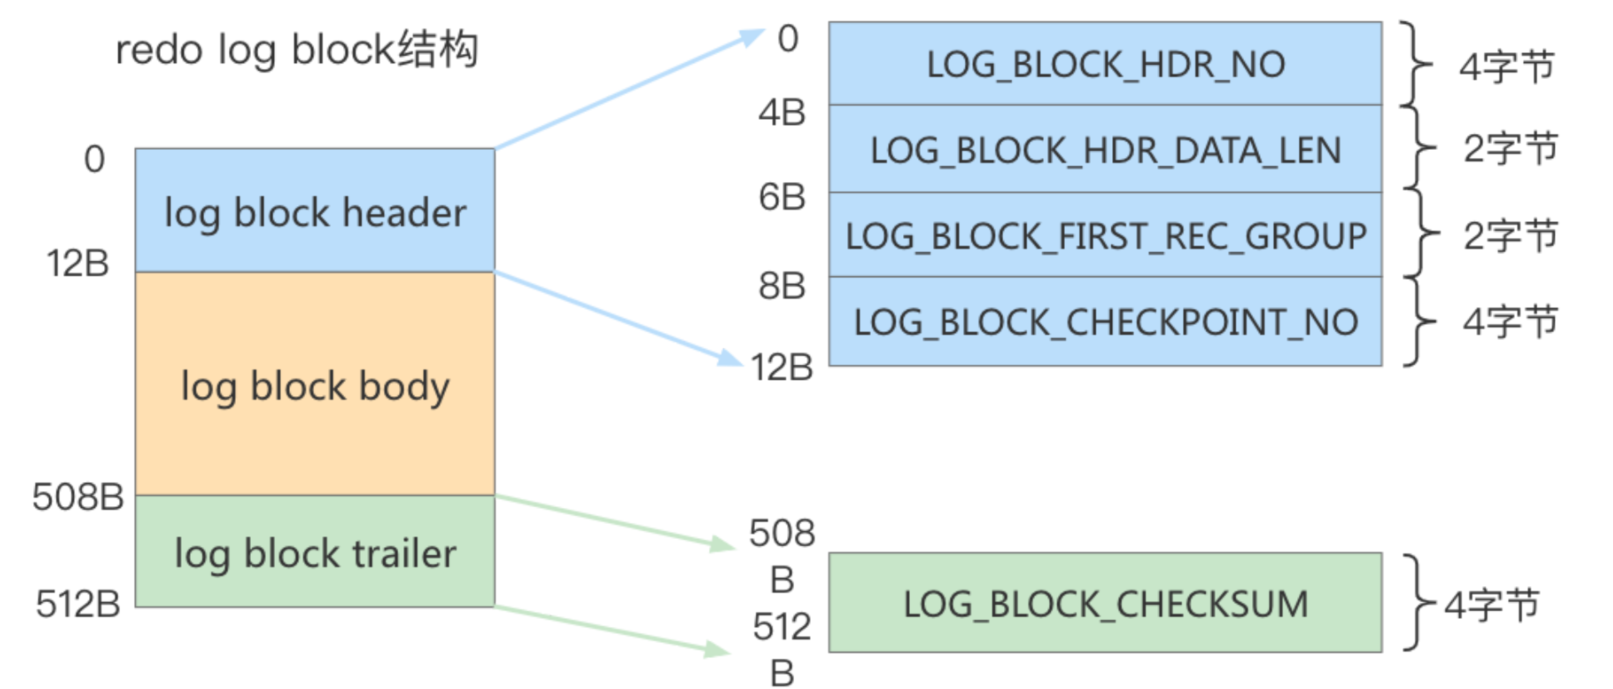 redo log block结构
0
log block header
12B
log block body
508B
log block trailer
512B
0
LOG_BLOCK_HDR_NO
4字节
4B
LOG_BLOCK_HDR_DATA_LEN
2字节
6B
LOG_BLOCK_FIRST_REC_GROUP
2字节
8B
LOG_BLOCK_CHECKPOINT_NO
4字节
12B
508
B
LOG_BLOCK_CHECKSUM
4字节
512
B